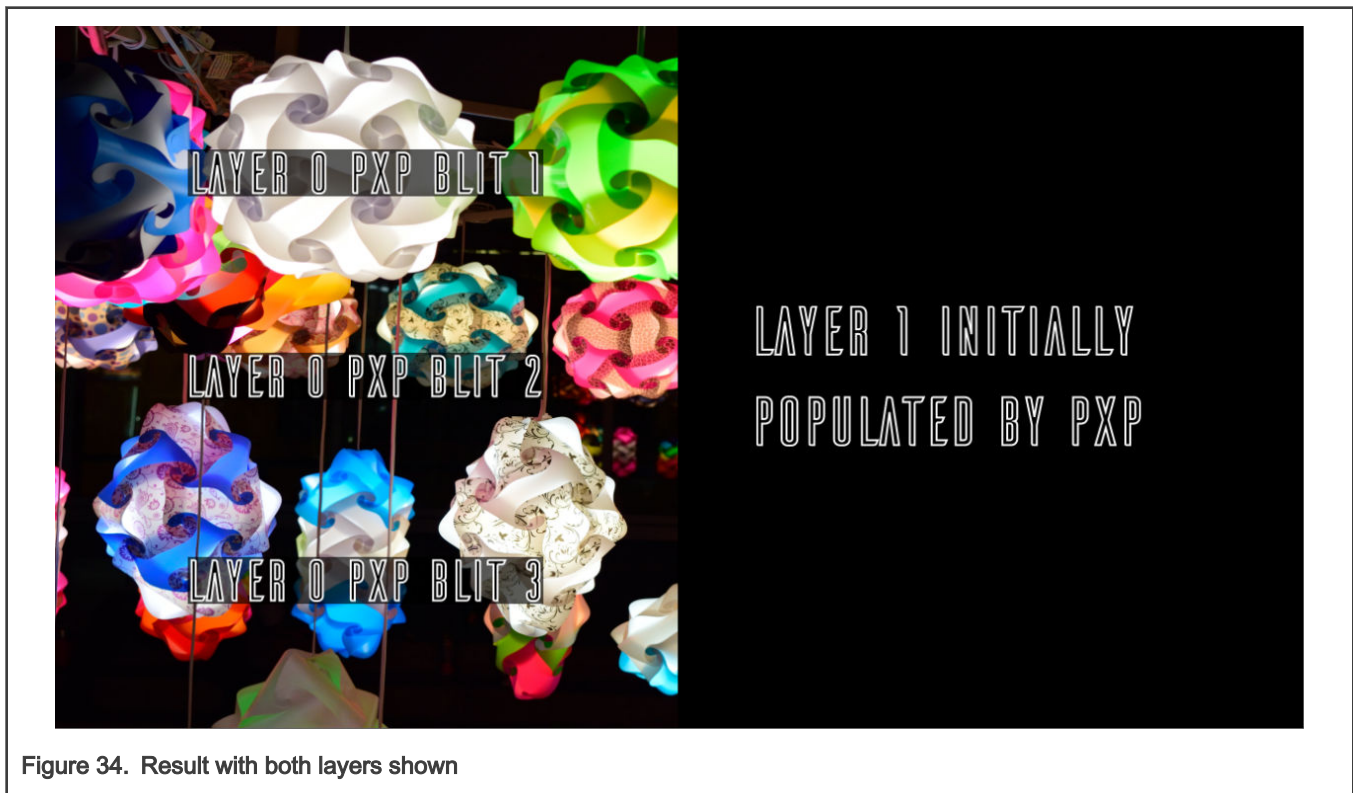 LAYER 0 PXP BLIT 1
LAYER 0 PXP BLIT 2
LAYER 0 PXP BLIT 3
LAYER 1 INITIALLY
POPULATED BY PXP
Figure 34. Result with both layers shown